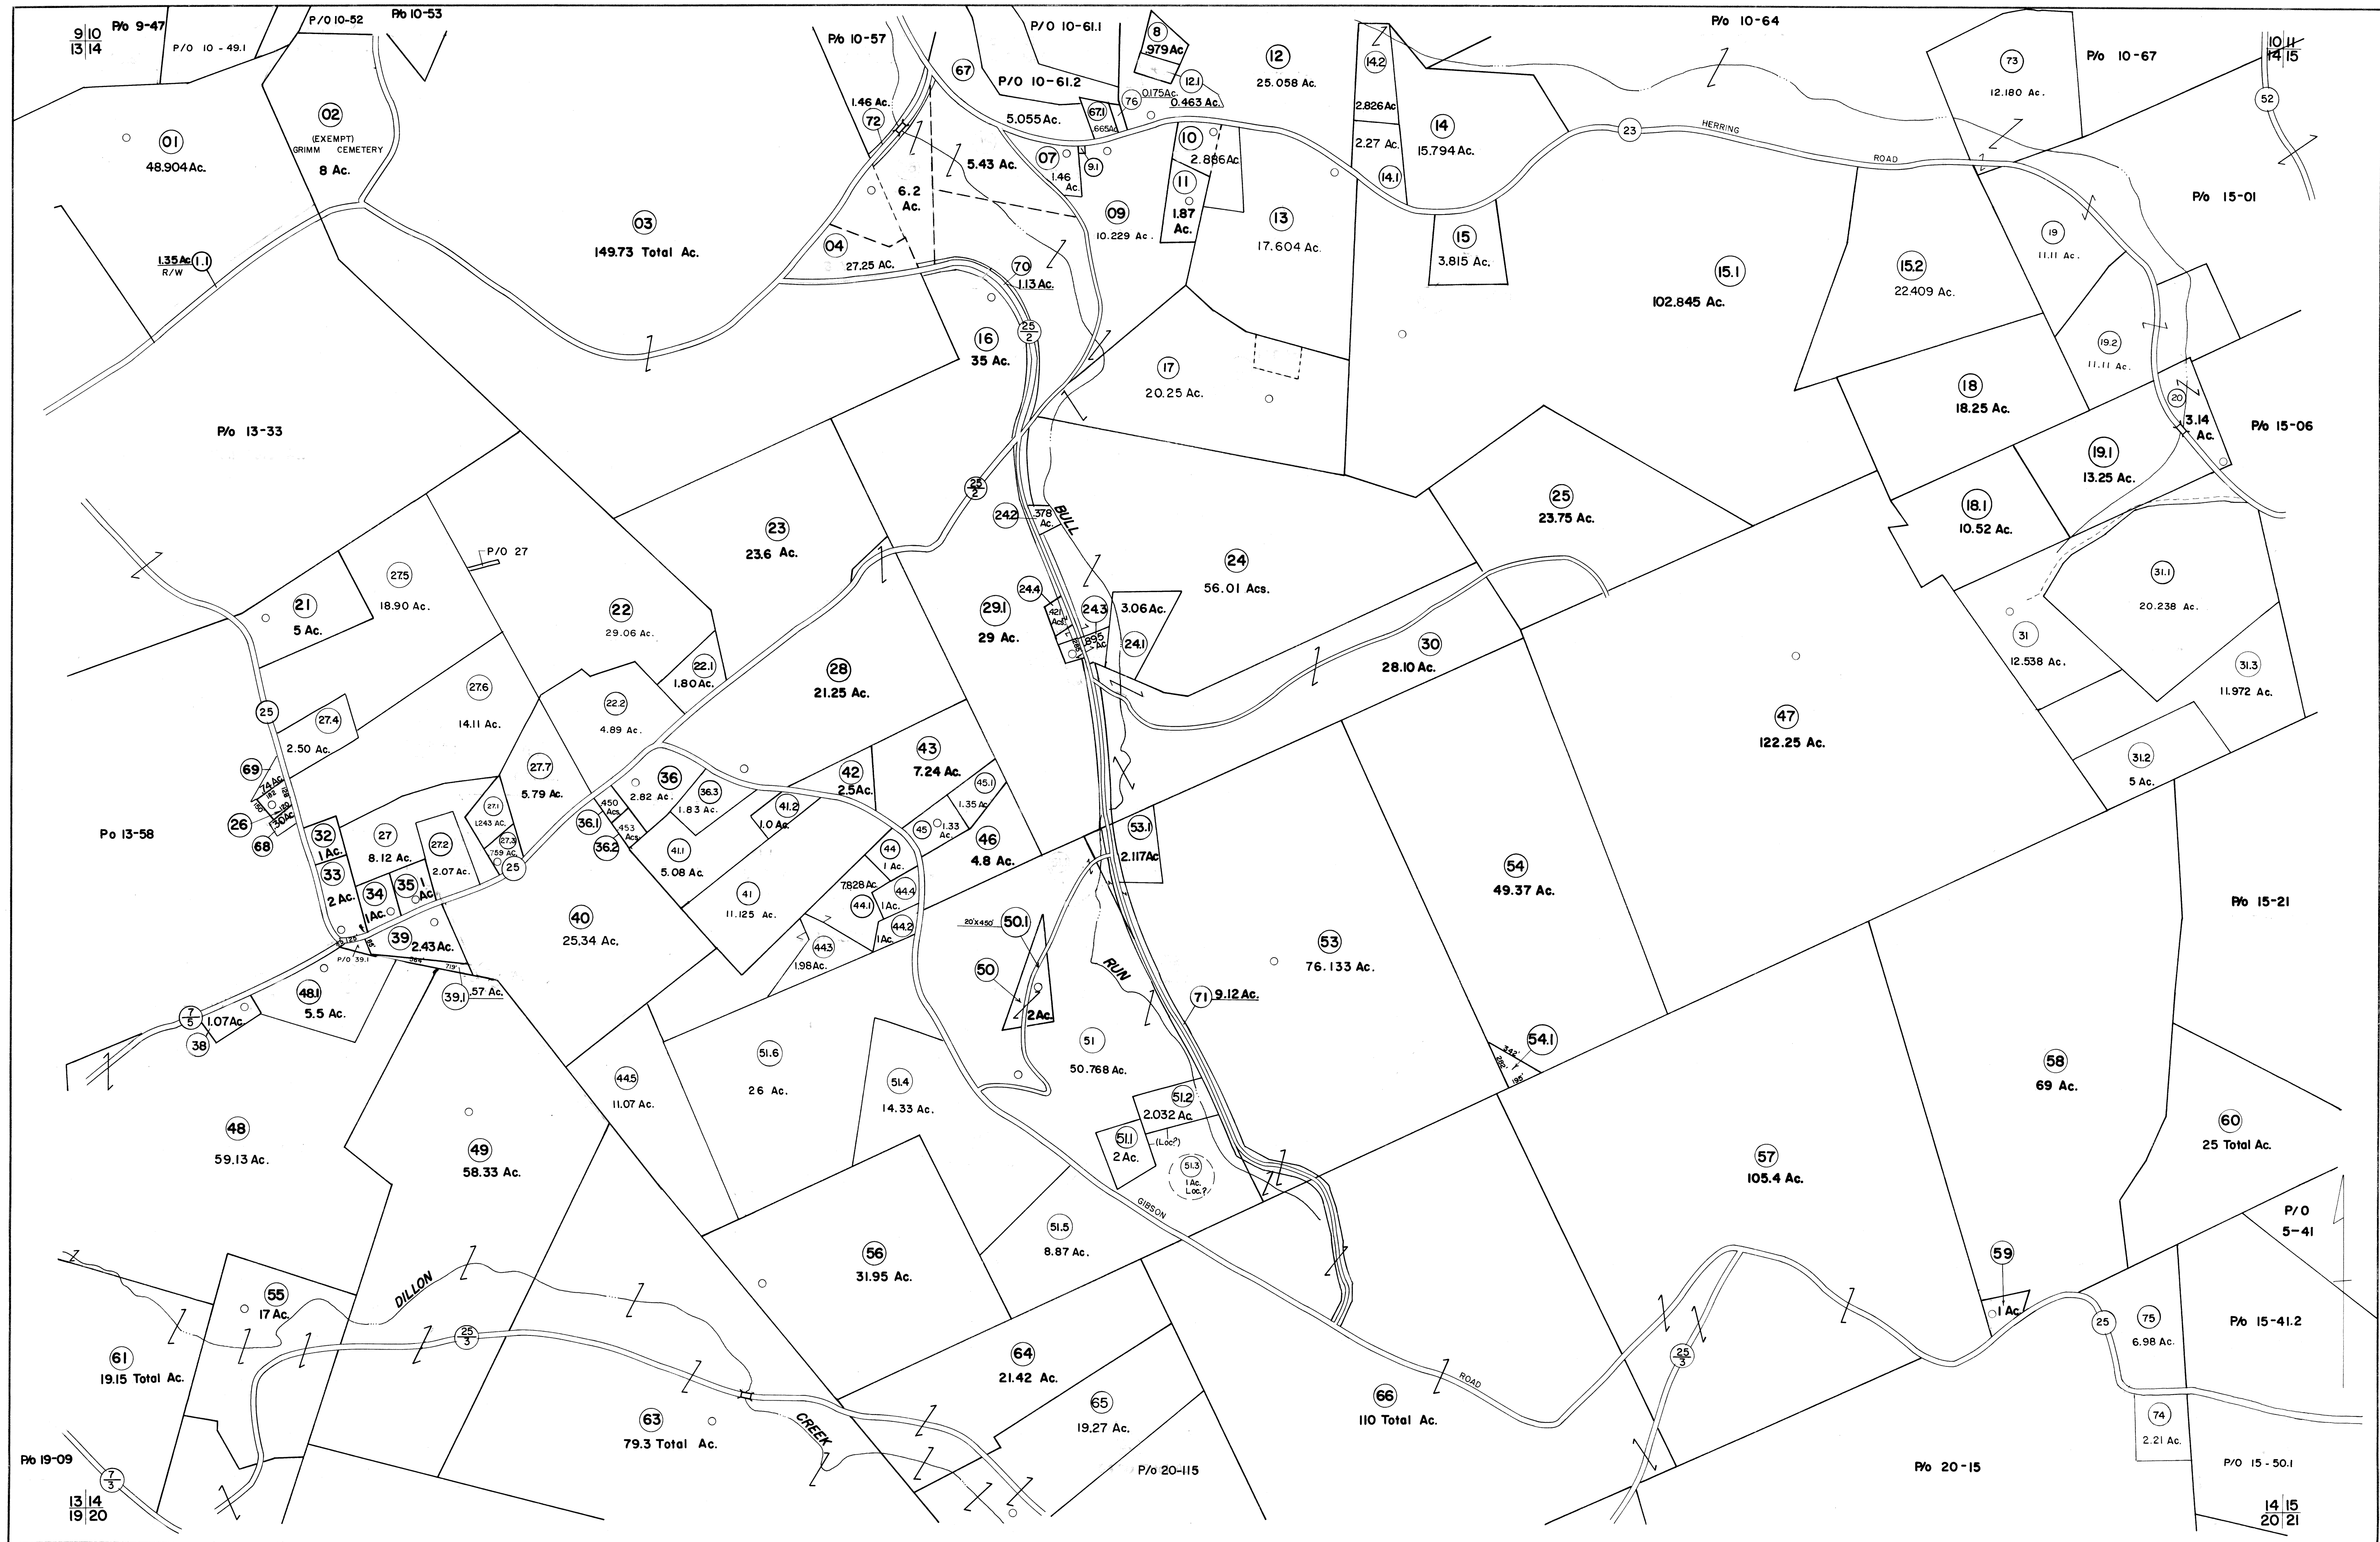 9|10
13|14
P/o 9-47
P/O 10 - 49.1
P/O 10-52
P/o 10-53
P/o 10-57
67
P/O 10-61.1
P/O 10-61.2
8
.979 Ac
12
25.058 Ac.
12.1
0.463 Ac.
76
0.175 Ac.
67.1
.665 Ac
5.055 Ac.
14.2
2.826 Ac
2.27 Ac.
14.1
14
15.794 Ac.
P/o 10-64
73
12.180 Ac.
P/o 10-67
10|11
14|15
52
23
HERRING
ROAD
P/o 15-01
01
48.904 Ac.
02
(EXEMPT)
GRIMM CEMETERY
8 Ac.
1.35 Ac
R/W
1.1
03
149.73 Total Ac.
1.46 Ac.
72
6.2
Ac.
5.43 Ac.
04
27.25 AC.
07
1.46
Ac.
9.1
09
10.229 Ac.
10
2.886 Ac
11
1.87
Ac.
13
17.604 Ac.
15
3.815 Ac.
15.1
102.845 Ac.
15.2
22.409 Ac.
19
11.11 Ac.
19.2
11.11 Ac.
70
1.13 Ac.
25
2
16
35 Ac.
17
20.25 Ac.
18
18.25 Ac.
20
3.14
Ac.
P/o 15-06
19.1
13.25 Ac.
18.1
10.52 Ac.
P/o 13-33
25
2
23
23.6 Ac.
24.2
.378
Ac.
BULL
24
56.01 Acs.
25
23.75 Ac.
P/O 27
27.5
18.90 Ac.
21
5 Ac.
22
29.06 Ac.
22.1
1.80 Ac.
22.2
4.89 Ac.
28
21.25 Ac.
29.1
29 Ac.
24.4
.421
Acs.
24.3
.895
AC
3.06 Ac.
24.1
30
28.10 Ac.
31.1
20.238 Ac.
31
12.538 Ac.
31.3
11.972 Ac.
31.2
5 Ac.
47
122.25 Ac.
25
27.6
14.11 Ac.
27.4
2.50 Ac.
69
.74 Ac.
26
.30 Ac
68
Po 13-58
27.7
5.79 Ac.
27.1
1.243 AC.
27.3
.759 AC.
25
32
1 Ac.
33
2 Ac.
27
8.12 Ac.
27.2
2.07 Ac.
34
1 Ac.
35
1
Ac
36
2.82 Ac.
36.3
1.83 Ac.
.450
Acs.
36.1
.453
Acs.
36.2
41.2
1.0 Ac.
41.1
5.08 Ac.
41
11.125 Ac.
42
2.5 Ac.
43
7.24 Ac.
45.1
1.35 Ac
45
1.33
Ac.
46
4.8 Ac.
44
1 Ac.
7.828 Ac.
44.1
44.4
1 Ac.
44.2
1 Ac.
44.3
1.98 Ac.
53.1
2.117 Ac
54
49.37 Ac.
P/o 15-21
39
2.43 Ac.
P/O 39.1
564'
719'
39.1
.57 Ac.
40
25.34 Ac.
48.1
5.5 Ac.
7
5
1.07 Ac.
38
20'X450'
50.1
50
2 Ac.
RUN
71
9.12 Ac.
53
76.133 Ac.
51
50.768 Ac.
342'
282'
195'
54.1
58
69 Ac.
60
25 Total Ac.
44.5
11.07 Ac.
51.6
26 Ac.
51.4
14.33 Ac.
51.2
2.032 Ac.
(Loc?)
51.1
2 Ac.
51.3
1 Ac.
Loc.?
48
59.13 Ac.
49
58.33 Ac.
57
105.4 Ac.
GIBSON
51.5
8.87 Ac.
56
31.95 Ac.
P/O
5-41
59
1 Ac
25
75
6.98 Ac.
P/o 15-41.2
55
17 Ac.
DILLON
25
3
61
19.15 Total Ac.
64
21.42 Ac.
65
19.27 Ac.
ROAD
66
110 Total Ac.
25
3
63
79.3 Total Ac.
CREEK
74
2.21 Ac.
P/o 19-09
7
3
P/o 20-115
P/o 20-15
P/O 15 - 50.1
13|14
19|20
14|15
20|21